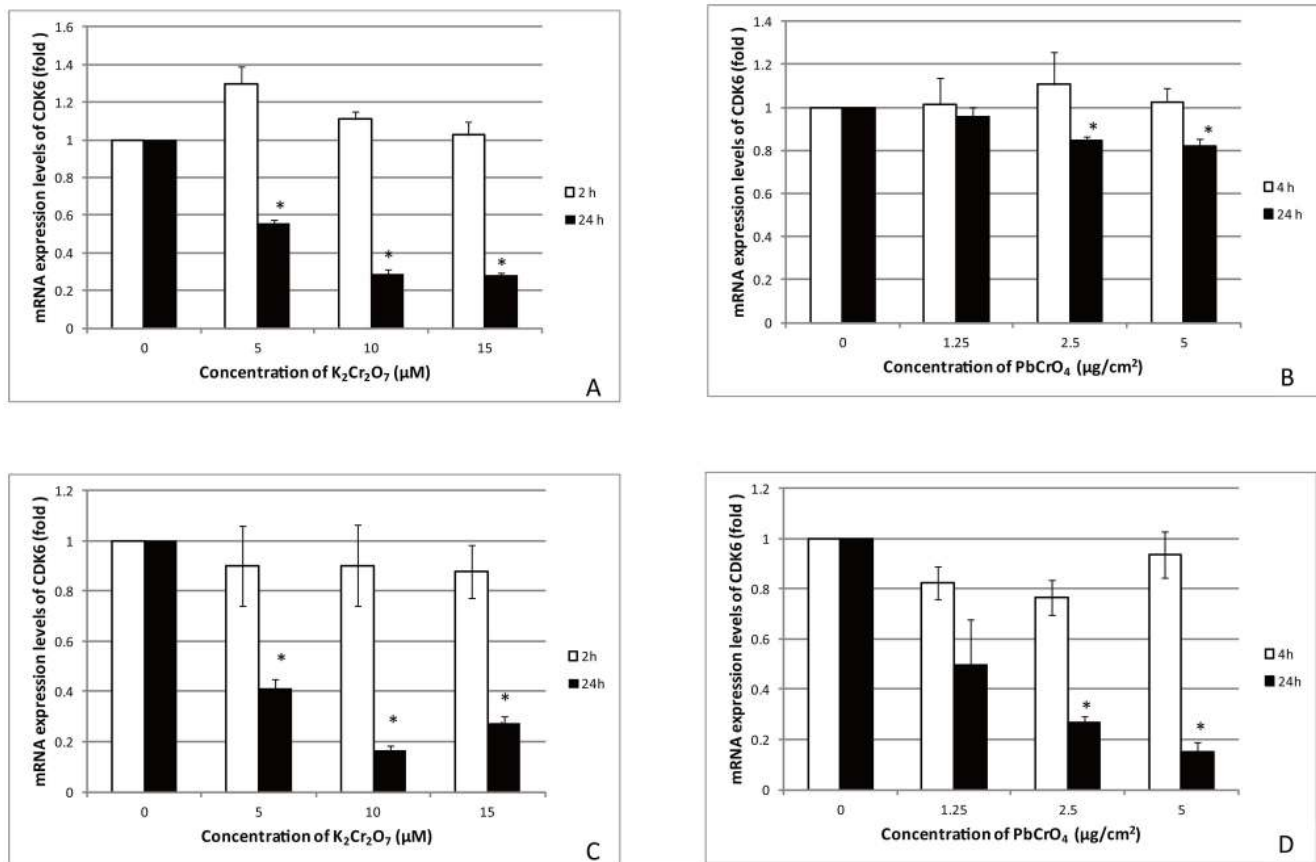 mRNA expression levels of CDK6 (fold )
1.6
1.4
1.2
1
0.8
0.6
0.4
0.2
0
*
*
*
0 5 10 15
Concentration of K₂Cr₂O₇ (μM)
2 h
24 h
A
mRNA expression levels of CDK6 (fold )
1.4
1.2
1
0.8
0.6
0.4
0.2
0
*
*
0 1.25 2.5 5
Concentration of PbCrO₄ (μg/cm²)
4 h
24 h
B
mRNA expression levels of CDK6 (fold )
1.2
1
0.8
0.6
0.4
0.2
0
*
*
*
0 5 10 15
Concentration of K₂Cr₂O₇ (μM)
2h
24h
C
mRNA expression levels of CDK6 (fold )
1.2
1
0.8
0.6
0.4
0.2
0
*
*
0 1.25 2.5 5
Concentration of PbCrO₄ (μg/cm²)
4h
24h
D